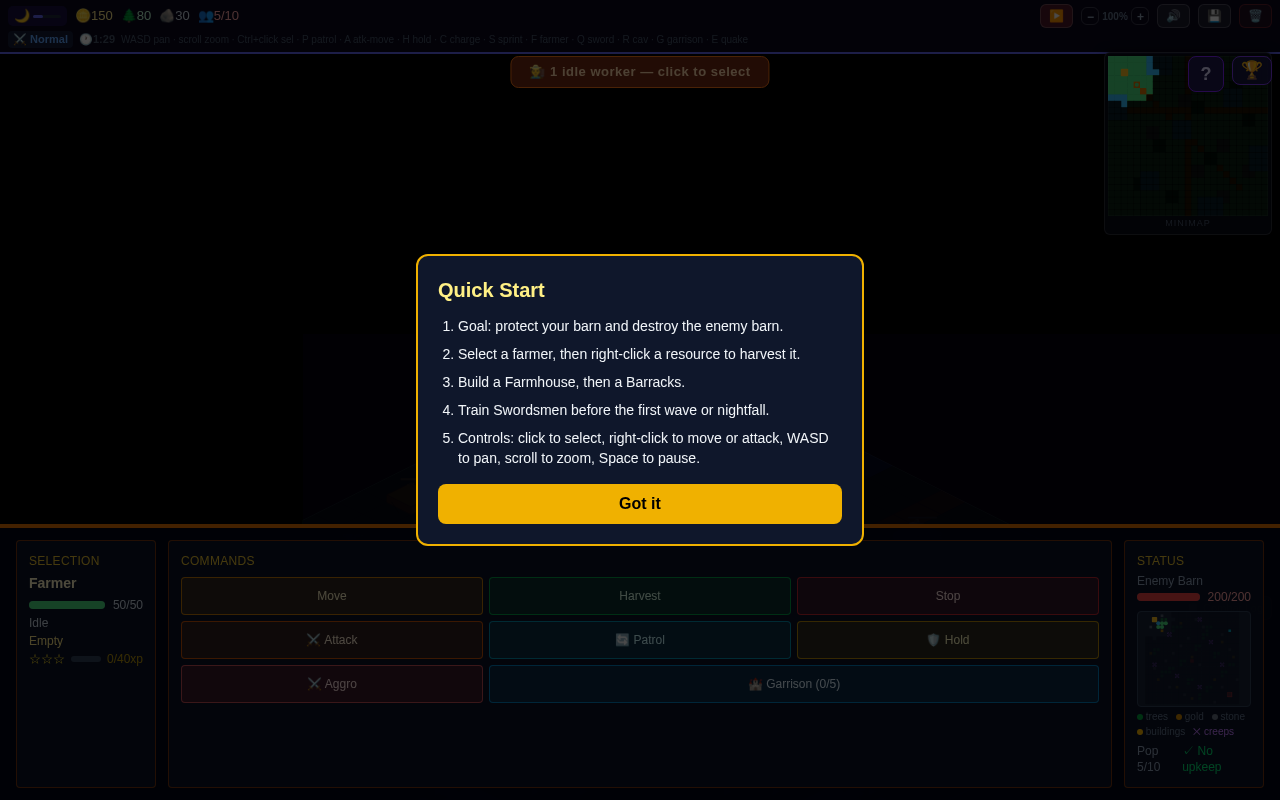 150 80 30 5/10
100%
Normal 1:29 WASD pan · scroll zoom · Ctrl+click sel · P patrol · A atk-move · H hold · C charge · S sprint · F farmer · Q sword · R cav · G garrison · E quake
1 idle worker — click to select
?
MINIMAP
Quick Start
1. Goal: protect your barn and destroy the enemy barn.
2. Select a farmer, then right-click a resource to harvest it.
3. Build a Farmhouse, then a Barracks.
4. Train Swordsmen before the first wave or nightfall.
5. Controls: click to select, right-click to move or attack, WASD
to pan, scroll to zoom, Space to pause.
Got it
SELECTION
Farmer
50/50
Idle
Empty
0/40xp
COMMANDS
Move Harvest Stop
Attack Patrol Hold
Aggro Garrison (0/5)
STATUS
Enemy Barn
200/200
trees gold stone
buildings creeps
Pop
5/10
✓ No
upkeep